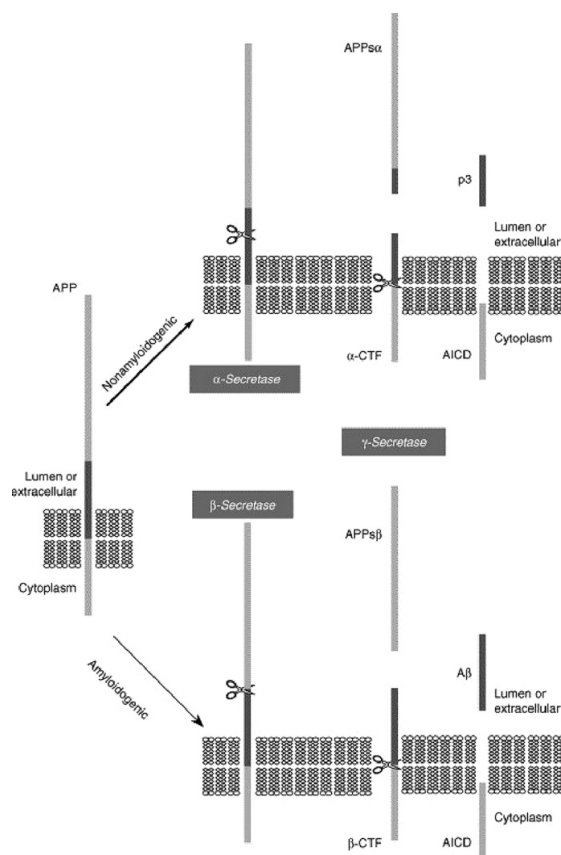 APPsα
p3
Lumen or
extracellular
APP
Nonamyloidogenic
α-CTF
AICD
Cytoplasm
α-Secretase
γ-Secretase
Lumen or
extracellular
β-Secretase
APPsβ
Cytoplasm
Amyloidogenic
Aβ
Lumen or
extracellular
Cytoplasm
β-CTF
AICD